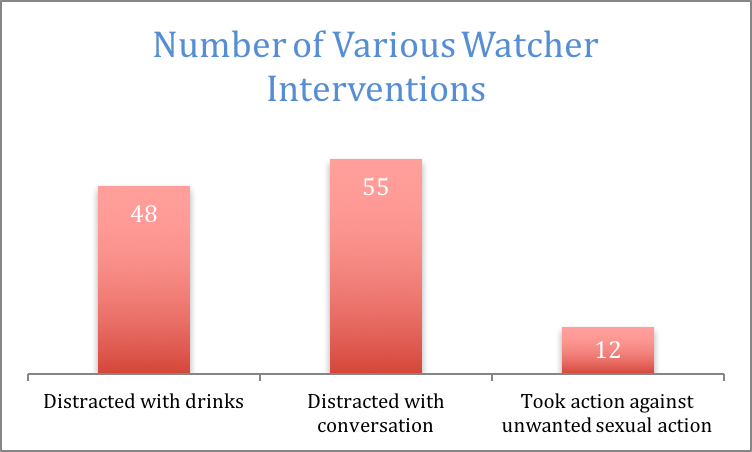 Number of Various Watcher
Interventions
48
55
12
Distracted with drinks
Distracted with
conversation
Took action against
unwanted sexual action